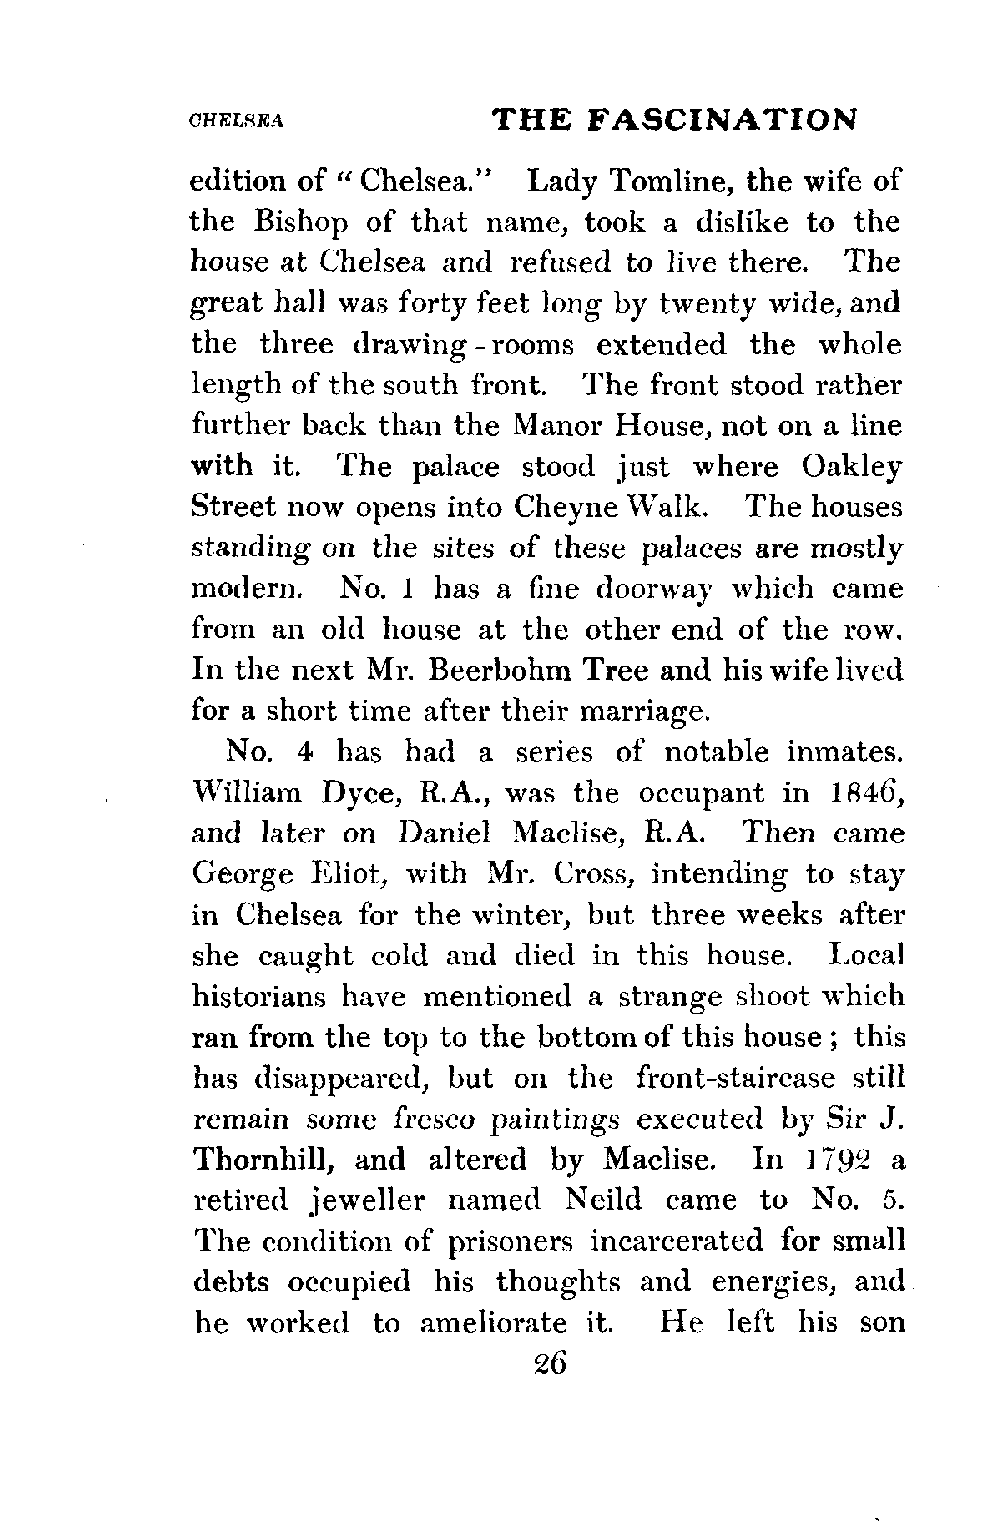 CHELSEA THE FASCINATION
edition of “ Chelsea.” Lady Tomline, the wife of
the Bishop of that name, took a dislike to the
house at Chelsea and refused to live there. The
great hall was forty feet long by twenty wide, and
the three drawing-rooms extended the whole
length of the south front. The front stood rather
further back than the Manor House, not on a line
with it. The palace stood just where Oakley
Street now opens into Cheyne Walk. The houses
standing on the sites of these palaces are mostly
modern. No. 1 has a fine doorway which came
from an old house at the other end of the row.
In the next Mr. Beerbohm Tree and his wife lived
for a short time after their marriage.
No. 4 has had a series of notable inmates.
William Dyce, R.A., was the occupant in 1846,
and later on Daniel Maclise, R.A. Then came
George Eliot, with Mr. Cross, intending to stay
in Chelsea for the winter, but three weeks after
she caught cold and died in this house. Local
historians have mentioned a strange shoot which
ran from the top to the bottom of this house ; this
has disappeared, but on the front-staircase still
remain some fresco paintings executed by Sir J.
Thornhill, and altered by Maclise. In 1792 a
retired jeweller named Neild came to No. 5.
The condition of prisoners incarcerated for small
debts occupied his thoughts and energies, and
he worked to ameliorate it. He left his son
26